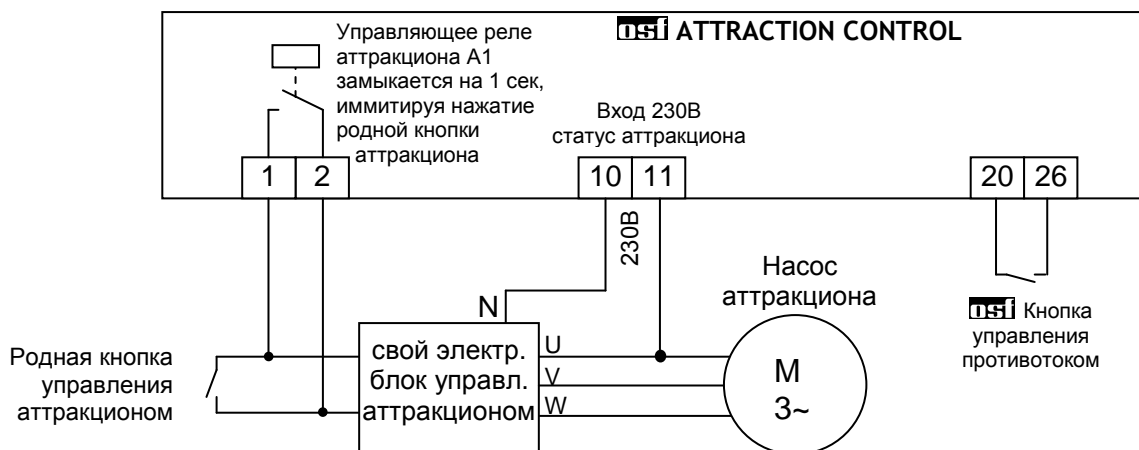 osf ATTRACTION CONTROL
Управляющее реле
аттракциона А1
замыкается на 1 сек,
иммитируя нажатие
родной кнопки
аттракциона
Вход 230В
статус аттракциона
1 2
10 11
20 26
230В
N
Насос
аттракциона
osf Кнопка
управления
противотоком
Родная кнопка
управления
аттракционом
свой электр.
блок управл.
аттракционом
U
V
W
M
3~